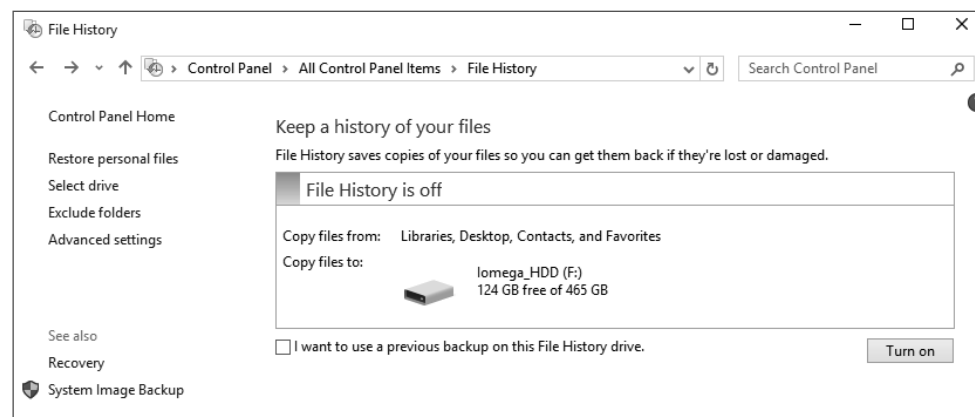 File History
Control Panel > All Control Panel Items > File History
Search Control Panel
Control Panel Home
Restore personal files
Select drive
Exclude folders
Advanced settings
See also
Recovery
System Image Backup
Keep a history of your files
File History saves copies of your files so you can get them back if they're lost or damaged.
File History is off
Copy files from: Libraries, Desktop, Contacts, and Favorites
Copy files to:
Iomega_HDD (F:)
124 GB free of 465 GB
I want to use a previous backup on this File History drive.
Turn on